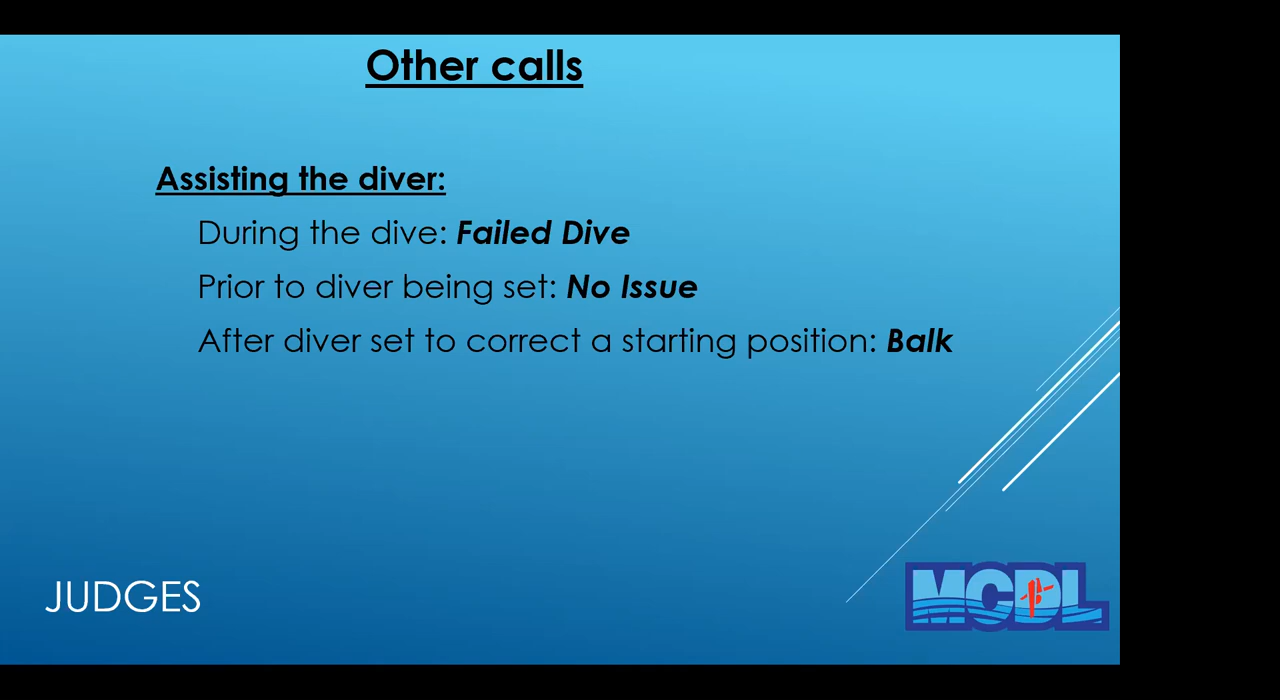 Other calls
Assisting the diver:
During the dive: Failed Dive
Prior to diver being set: No Issue
After diver set to correct a starting position: Balk
JUDGES
MCDL